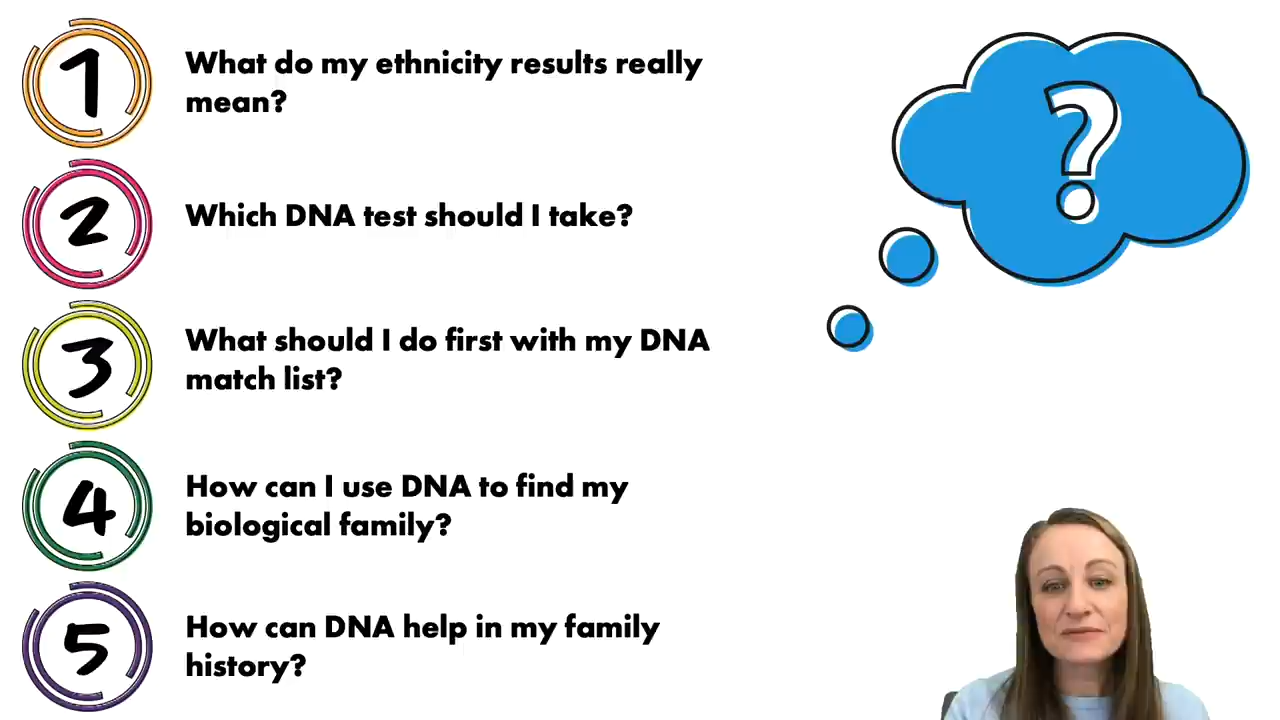 1
What do my ethnicity results really
mean?
2
Which DNA test should I take?
3
What should I do first with my DNA
match list?
4
How can I use DNA to find my
biological family?
5
How can DNA help in my family
history?
?